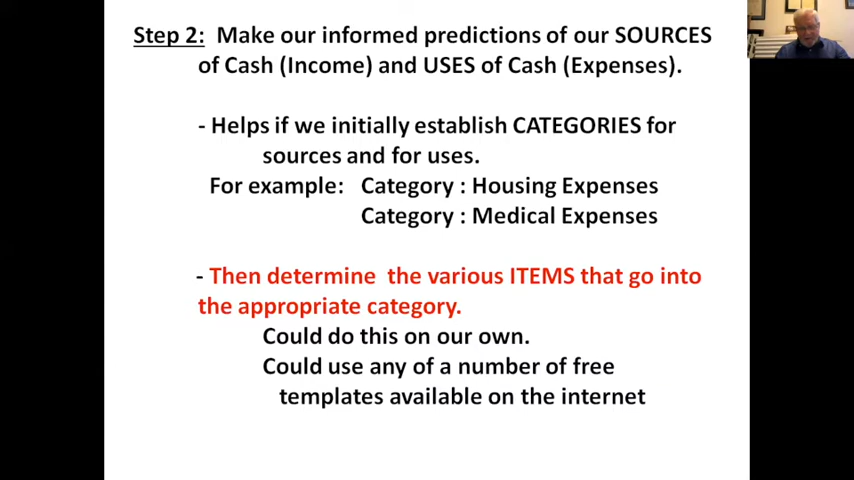 Step 2: Make our informed predictions of our SOURCES
of Cash (Income) and USES of Cash (Expenses).
- Helps if we initially establish CATEGORIES for
sources and for uses.
For example: Category : Housing Expenses
Category : Medical Expenses
- Then determine the various ITEMS that go into
the appropriate category.
Could do this on our own.
Could use any of a number of free
templates available on the internet